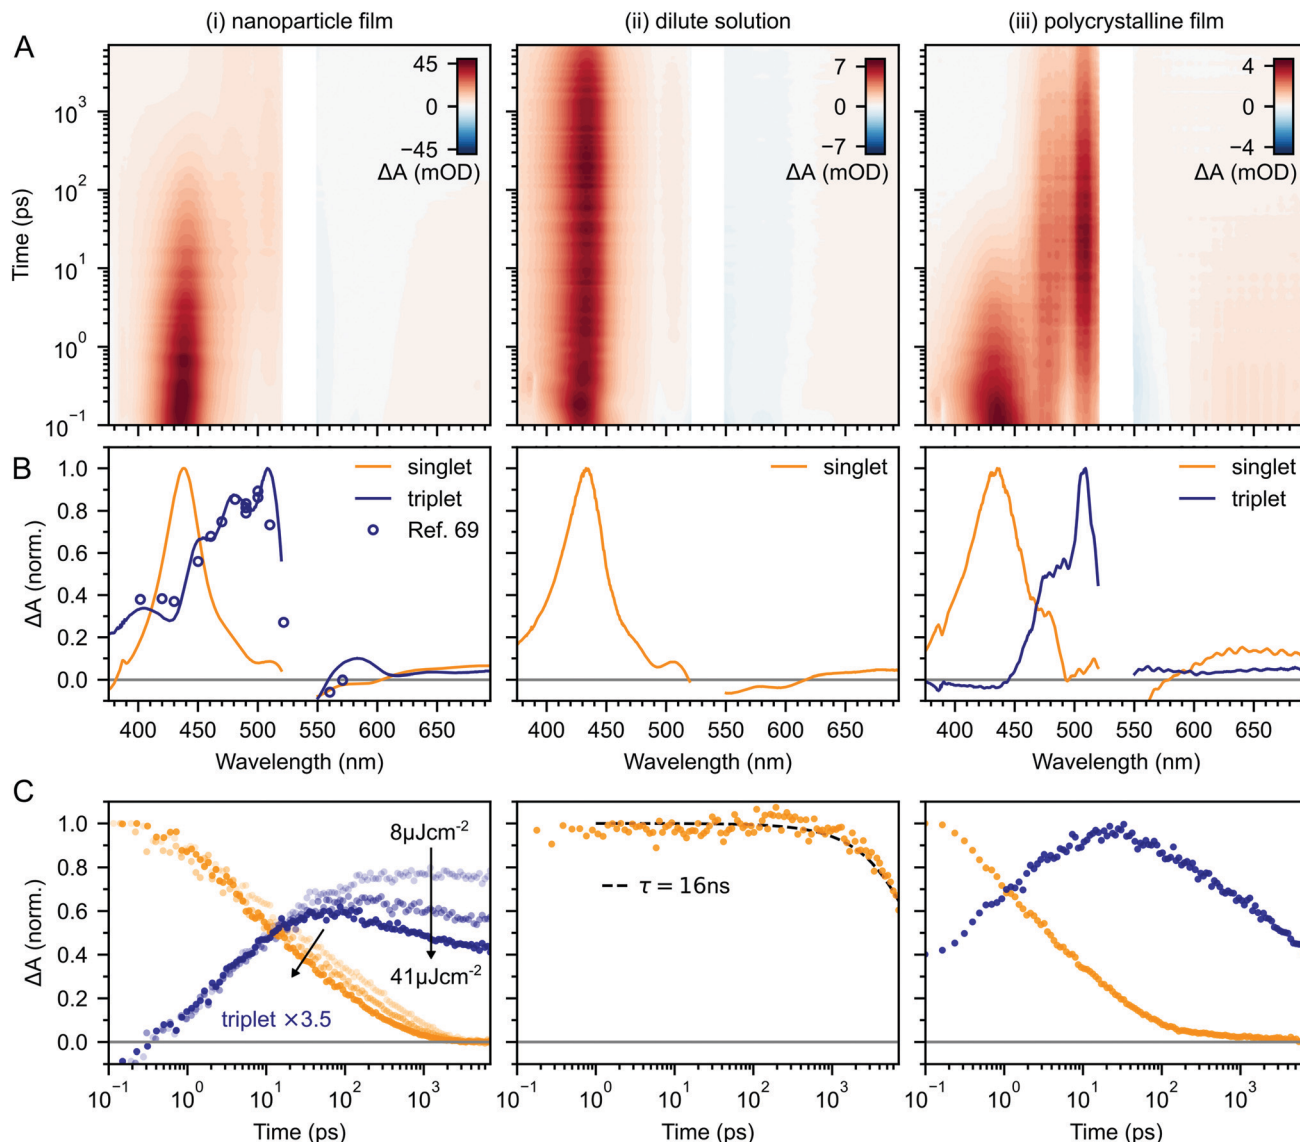 (i) nanoparticle film
(ii) dilute solution
(iii) polycrystalline film
A
45
0
−45
ΔA (mOD)
7
0
−7
ΔA (mOD)
4
0
−4
ΔA (mOD)
10³
10²
10¹
10⁰
10⁻¹
Time (ps)
B
singlet
triplet
Ref. 69
singlet
singlet
triplet
1.0
0.8
0.6
0.4
0.2
0.0
ΔA (norm.)
400 450 500 550 600 650
400 450 500 550 600 650
400 450 500 550 600 650
Wavelength (nm)
Wavelength (nm)
Wavelength (nm)
C
1.0
0.8
0.6
0.4
0.2
0.0
ΔA (norm.)
8μJcm⁻²
41μJcm⁻²
triplet ×3.5
τ = 16ns
10⁻¹ 10⁰ 10¹ 10² 10³
10⁻¹ 10⁰ 10¹ 10² 10³
10⁻¹ 10⁰ 10¹ 10² 10³
Time (ps)
Time (ps)
Time (ps)